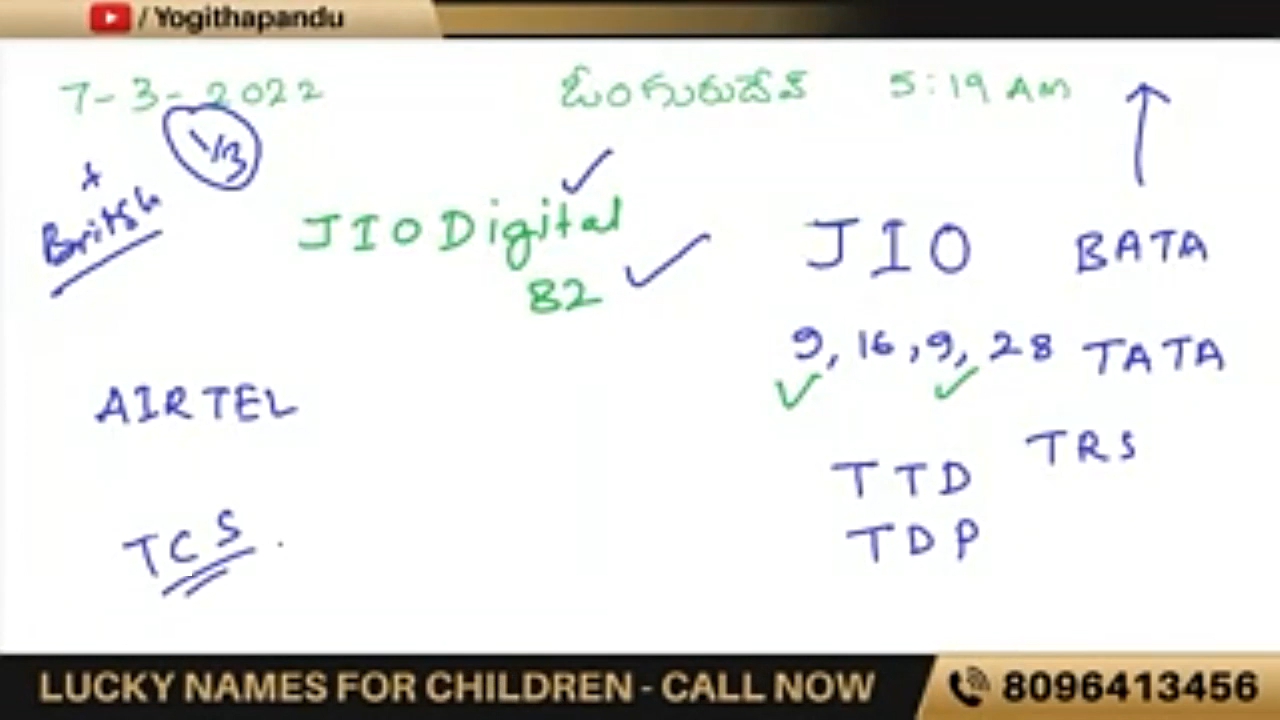 / Yogithapandu
7-3-2022 ఓంగురుదేవ్ 5:19 Am
1/3
British
JIO Digital
82
JIO BATA
9, 16, 9, 28 TATA
AIRTEL
TRS
TTD
TDP
TCS
LUCKY NAMES FOR CHILDREN - CALL NOW 8096413456